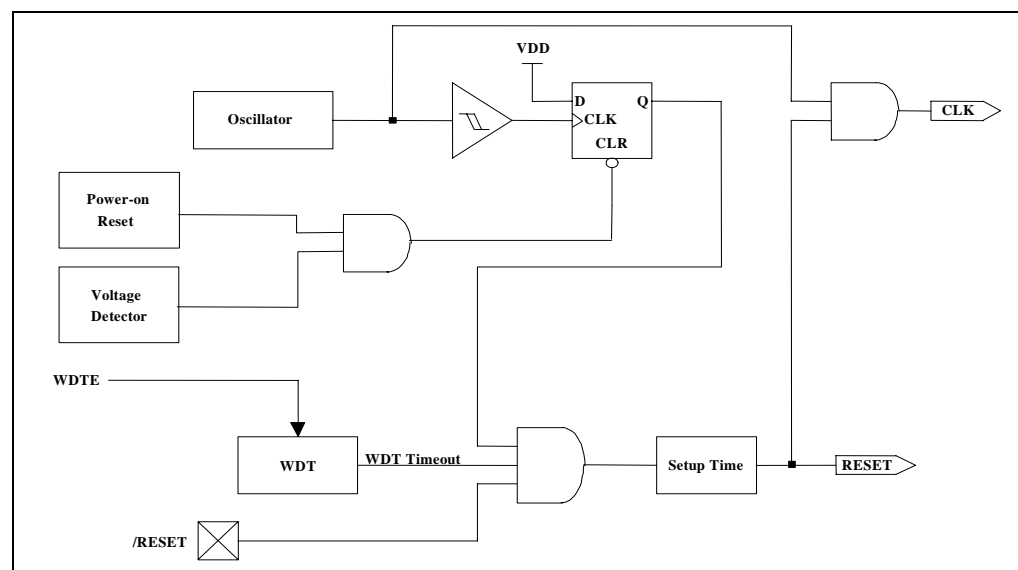 VDD
Oscillator
D
Q
CLK
CLR
CLK
Power-on
Reset
Voltage
Detector
WDTE
WDT
WDT Timeout
Setup Time
RESET
/RESET